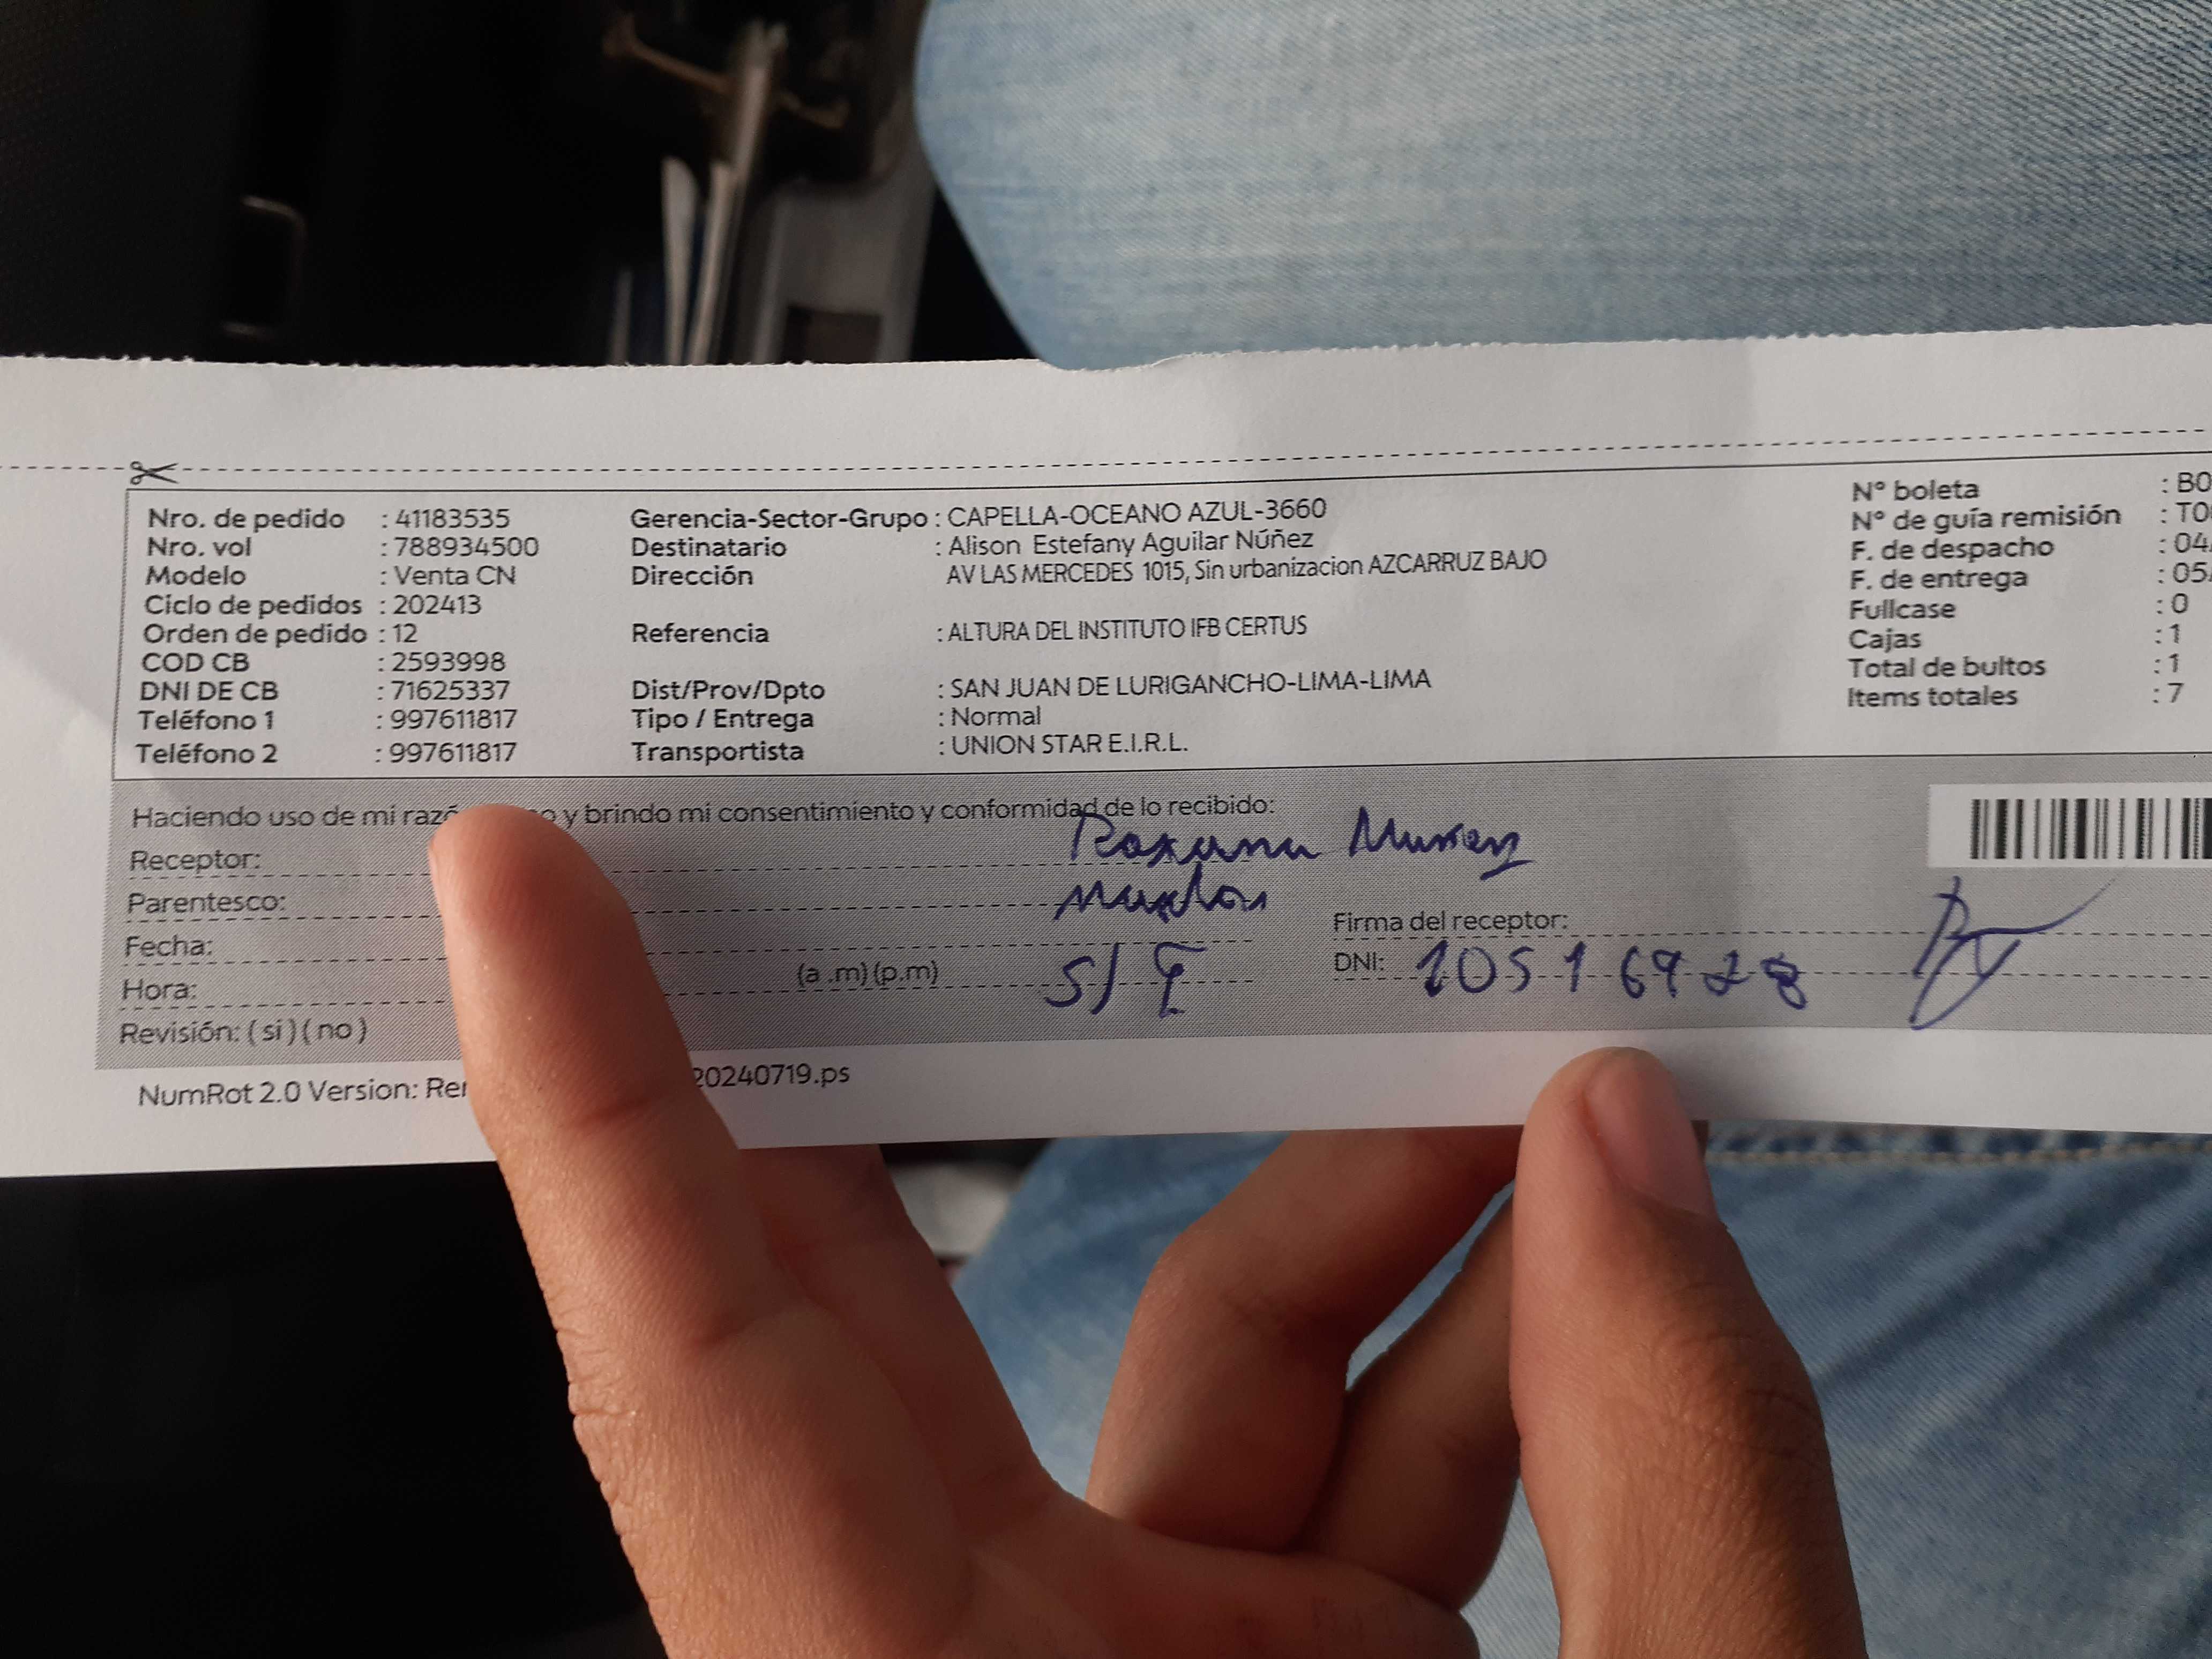 Nro. de pedido : 41183535
Nro. vol : 788934500
Modelo : Venta CN
Ciclo de pedidos : 202413
Orden de pedido : 12
COD CB : 2593998
DNI DE CB : 71625337
Teléfono 1 : 997611817
Teléfono 2 : 997611817
Gerencia-Sector-Grupo : CAPELLA-OCEANO AZUL-3660
Destinatario : Alison Estefany Aguilar Núñez
Dirección AV LAS MERCEDES 1015, Sin urbanizacion AZCARRUZ BAJO
Referencia : ALTURA DEL INSTITUTO IFB CERTUS
Dist/Prov/Dpto : SAN JUAN DE LURIGANCHO-LIMA-LIMA
Tipo / Entrega : Normal
Transportista : UNION STAR E.I.R.L.
N° boleta : B0
N° de guía remisión : T0
F. de despacho : 04
F. de entrega : 05
Fullcase : 0
Cajas : 1
Total de bultos : 1
Items totales : 7
Haciendo uso de mi y brindo mi consentimiento y conformidad de lo recibido:
Receptor: Roxana
Parentesco:
Fecha:
Hora: (a .m) (p.m)
Revisión: ( si ) ( no )
Firma del receptor:
DNI:
NumRot 2.0 Version: 20240719.ps